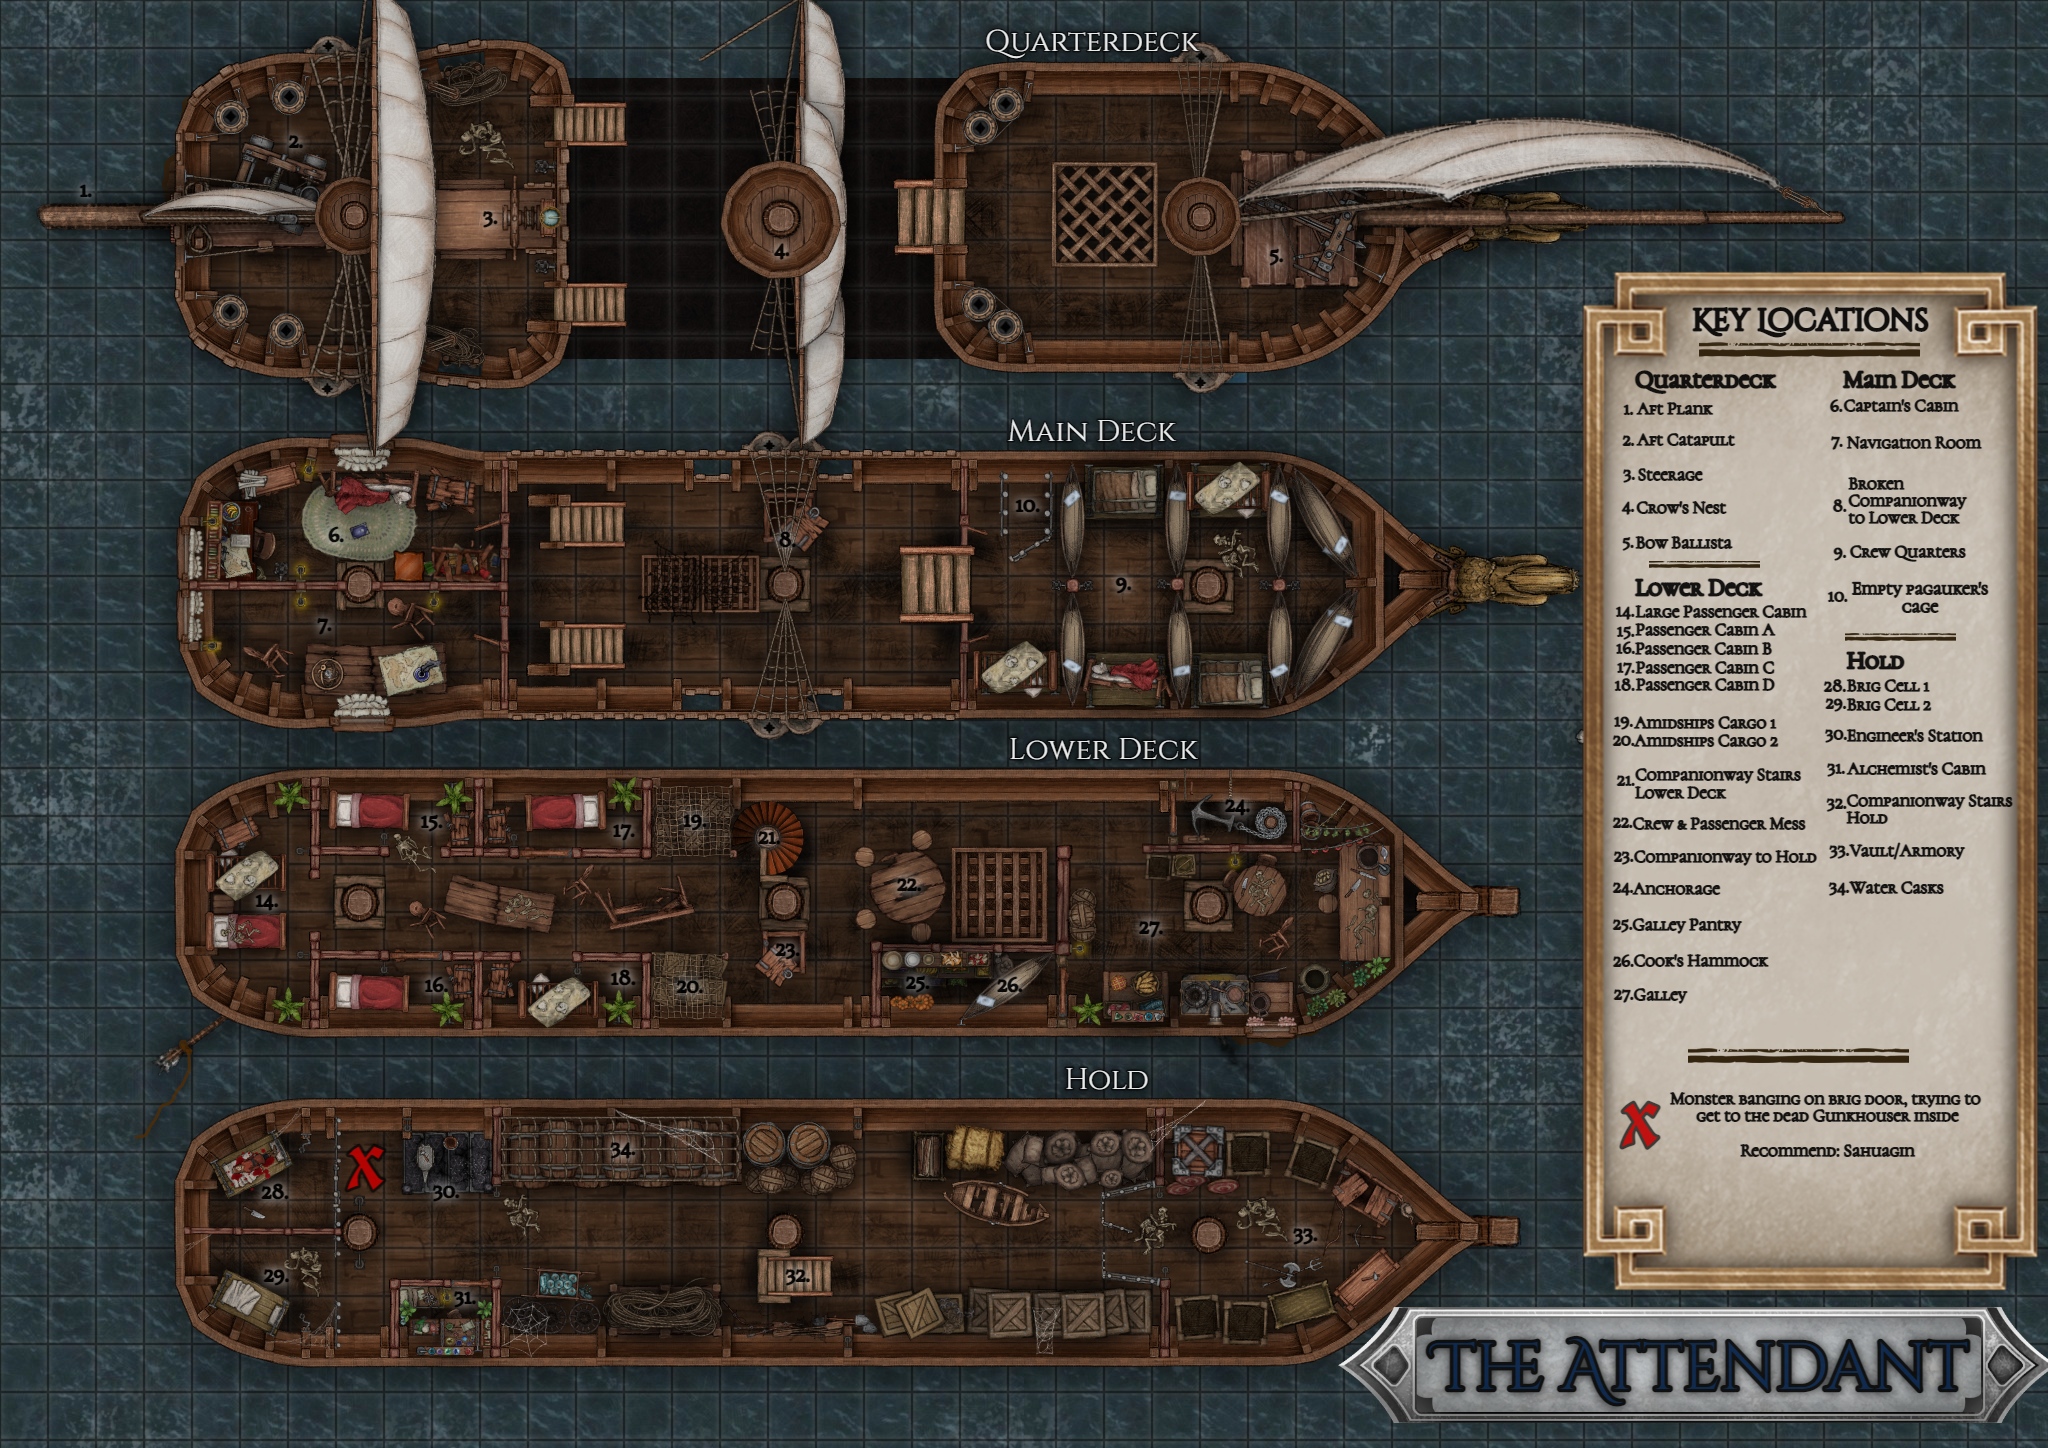 Quarterdeck
1.
2.
3.
4.
5.
Main Deck
6.
7.
8.
9.
10.
Lower Deck
14.
15.
16.
17.
18.
19.
20.
21.
22.
23.
24.
25.
26.
27.
Hold
X
28.
29.
30.
31.
32.
33.
34.
Key Locations
Quarterdeck
1. Aft Plank
2. Aft Catapult
3. Steerage
4. Crow's Nest
5. Bow Ballista
Lower Deck
14. Large Passenger Cabin
15. Passenger Cabin A
16. Passenger Cabin B
17. Passenger Cabin C
18. Passenger Cabin D
19. Amidships Cargo 1
20. Amidships Cargo 2
21. Companionway Stairs
Lower Deck
22. Crew & Passenger Mess
23. Companionway to Hold
24. Anchorage
25. Galley Pantry
26. Cook's Hammock
27. Galley
Main Deck
6. Captain's Cabin
7. Navigation Room
Broken
8. Companionway
to Lower Deck
9. Crew Quarters
10. Empty pagauker's
cage
Hold
28. Brig Cell 1
29. Brig Cell 2
30. Engineer's Station
31. Alchemist's Cabin
32. Companionway Stairs
Hold
33. Vault/Armory
34. Water Casks
X Monster banging on brig door, trying to
get to the dead Gunkhouser inside
Recommend: Sahuagin
The Attendant